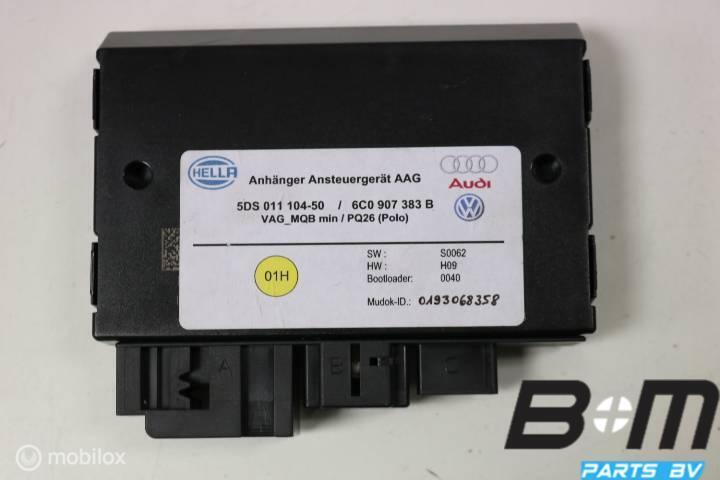 HELLA
Anhänger Ansteuergerät AAG
Audi
5DS 011 104-50 / 6C0 907 383 B
VAG_MQB min / PQ26 (Polo)
01H
SW : S0062
HW : H09
Bootloader: 0040
Mudok-ID.: 0193068358
A B C
B+M
PARTS BV
mobilox